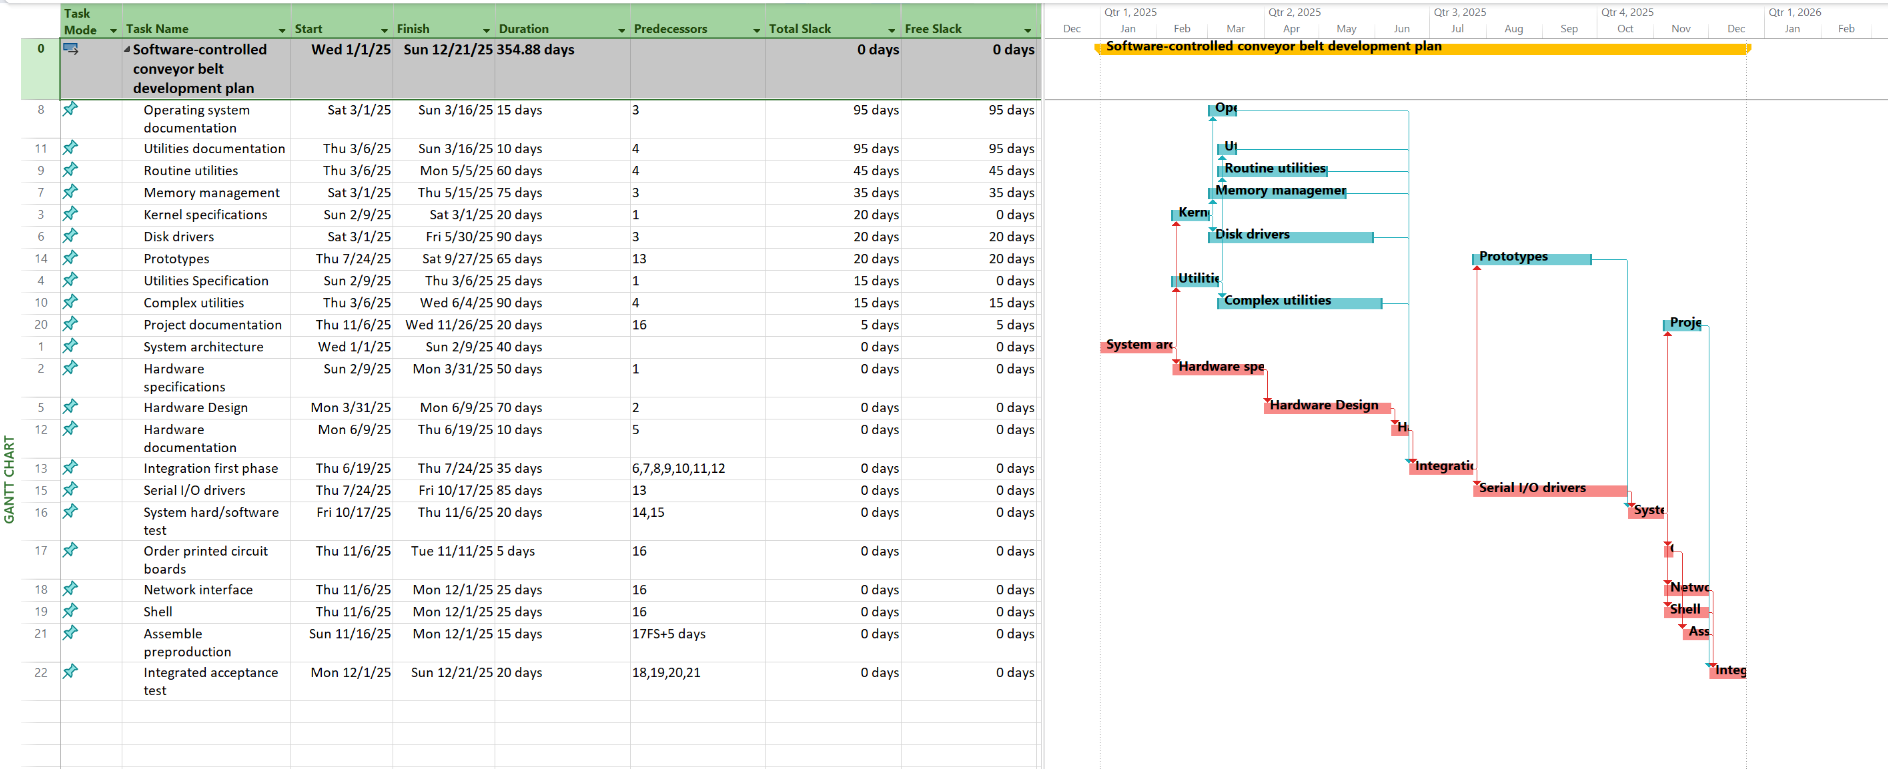 Task Mode Task Name Start Finish Duration Predecessors Total Slack Free Slack
0 Software-controlled conveyor belt development plan Wed 1/1/25 Sun 12/21/25 354.88 days 0 days 0 days
8 Operating system documentation Sat 3/1/25 Sun 3/16/25 15 days 3 95 days 95 days
11 Utilities documentation Thu 3/6/25 Sun 3/16/25 10 days 4 95 days 95 days
9 Routine utilities Thu 3/6/25 Mon 5/5/25 60 days 4 45 days 45 days
7 Memory management Sat 3/1/25 Thu 5/15/25 75 days 3 35 days 35 days
3 Kernel specifications Sun 2/9/25 Sat 3/1/25 20 days 1 20 days 0 days
6 Disk drivers Sat 3/1/25 Fri 5/30/25 90 days 3 20 days 20 days
14 Prototypes Thu 7/24/25 Sat 9/27/25 65 days 13 20 days 20 days
4 Utilities Specification Sun 2/9/25 Thu 3/6/25 25 days 1 15 days 0 days
10 Complex utilities Thu 3/6/25 Wed 6/4/25 90 days 4 15 days 15 days
20 Project documentation Thu 11/6/25 Wed 11/26/25 20 days 16 5 days 5 days
1 System architecture Wed 1/1/25 Sun 2/9/25 40 days 0 days 0 days
2 Hardware specifications Sun 2/9/25 Mon 3/31/25 50 days 1 0 days 0 days
5 Hardware Design Mon 3/31/25 Mon 6/9/25 70 days 2 0 days 0 days
12 Hardware documentation Mon 6/9/25 Thu 6/19/25 10 days 5 0 days 0 days
13 Integration first phase Thu 6/19/25 Thu 7/24/25 35 days 6,7,8,9,10,11,12 0 days 0 days
15 Serial I/O drivers Thu 7/24/25 Fri 10/17/25 85 days 13 0 days 0 days
16 System hard/software test Fri 10/17/25 Thu 11/6/25 20 days 14,15 0 days 0 days
17 Order printed circuit boards Thu 11/6/25 Tue 11/11/25 5 days 16 0 days 0 days
18 Network interface Thu 11/6/25 Mon 12/1/25 25 days 16 0 days 0 days
19 Shell Thu 11/6/25 Mon 12/1/25 25 days 16 0 days 0 days
21 Assemble preproduction Sun 11/16/25 Mon 12/1/25 15 days 17FS+5 days 0 days 0 days
22 Integrated acceptance test Mon 12/1/25 Sun 12/21/25 20 days 18,19,20,21 0 days 0 days
GANTT CHART
Qtr 1, 2025 Qtr 2, 2025 Qtr 3, 2025 Qtr 4, 2025 Qtr 1, 2026
Dec Jan Feb Mar Apr May Jun Jul Aug Sep Oct Nov Dec Jan Feb
Software-controlled conveyor belt development plan
Ope
Ut
Routine utilities
Memory managemer
Kern
Disk drivers
Prototypes
Utilitie
Complex utilities
Proje
System arc
Hardware spe
Hardware Design
H
Integratio
Serial I/O drivers
Syste
Netwo
Shell
Ass
Integ